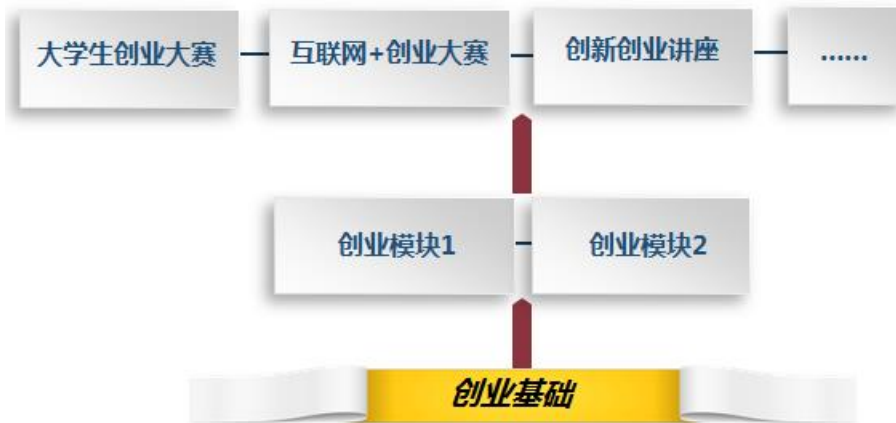 大学生创业大赛
互联网+创业大赛
创新创业讲座
......
创业模块1
创业模块2
创业基础